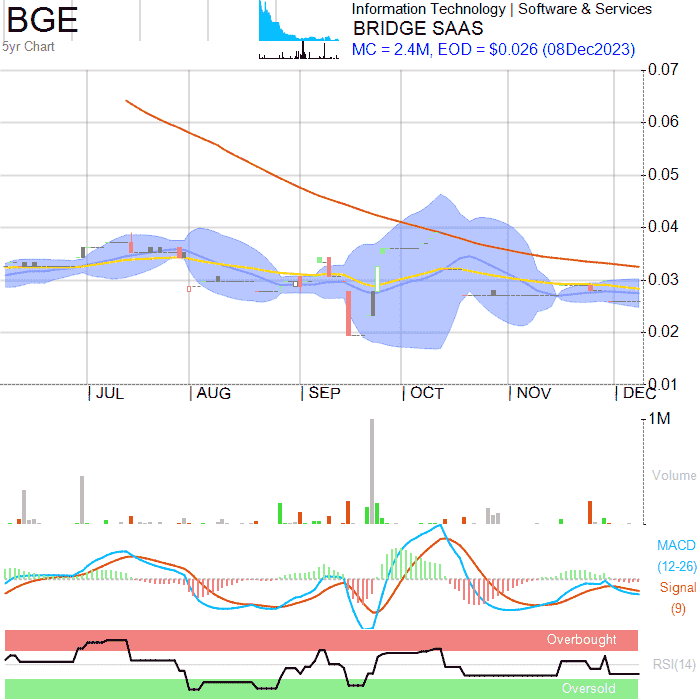 BGE
5yr Chart
Information Technology | Software & Services
BRIDGE SAAS
MC = 2.4M, EOD = $0.026 (08Dec2023)
0.07
0.06
0.05
0.04
0.03
0.02
0.01
JUL
AUG
SEP
OCT
NOV
DEC
1M
Volume
MACD
(12-26)
Signal
(9)
Overbought
RSI(14)
Oversold